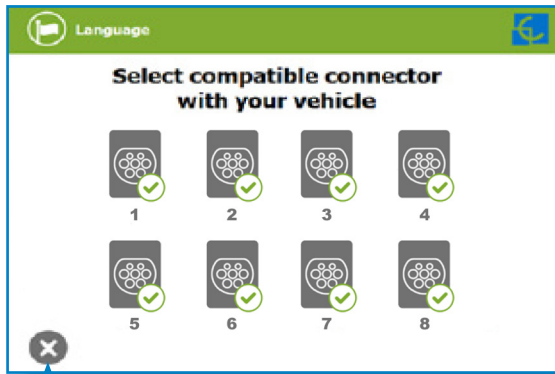 Language
Select compatible connector
with your vehicle
1 2 3 4
5 6 7 8